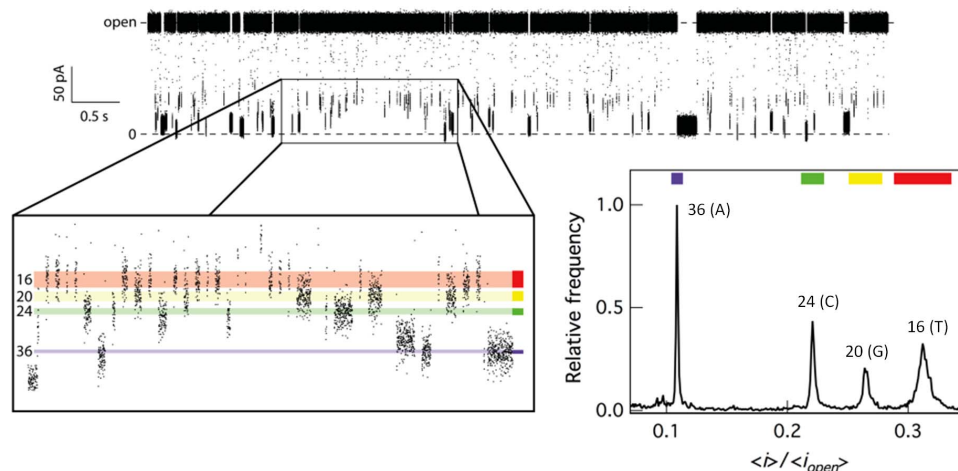 open
50 pA
0.5 s
0
16
20
24
36
Relative frequency
1.0
0.5
0.0
36 (A)
24 (C)
20 (G)
16 (T)
0.1 0.2 0.3
<i>/<i open>